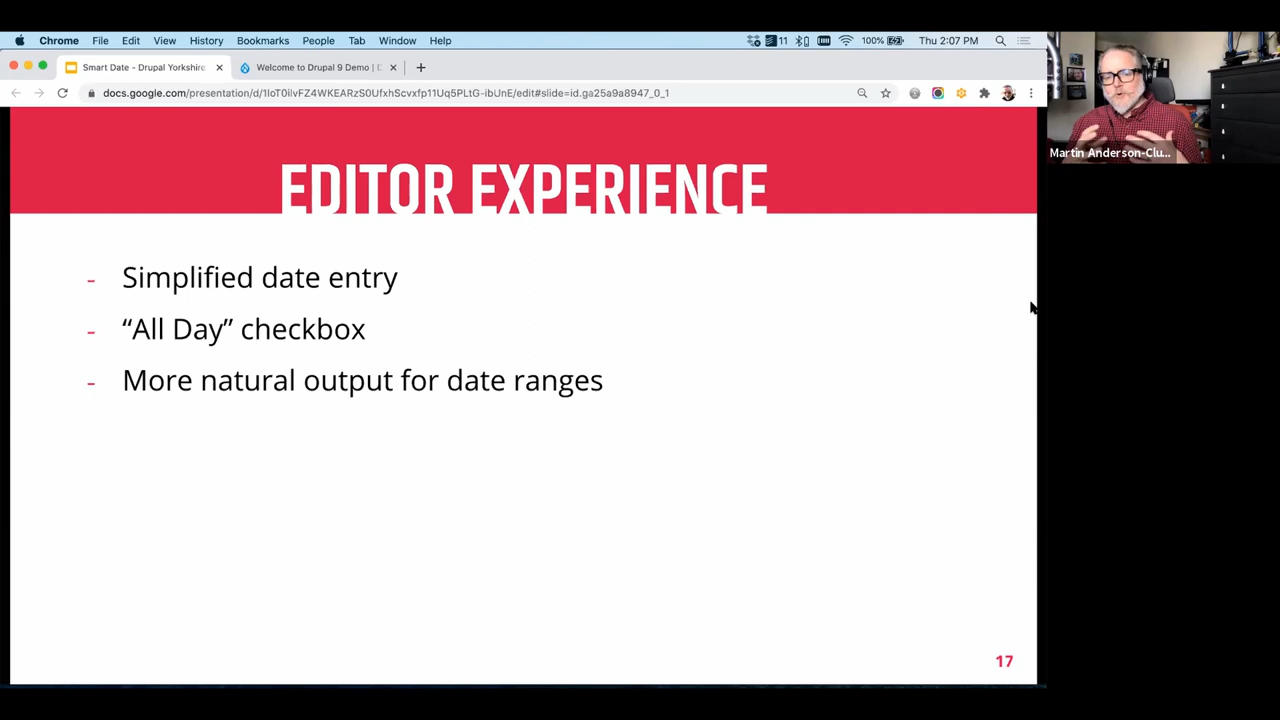 Chrome File Edit View History Bookmarks People Tab Window Help
11 100% Thu 2:07 PM
Smart Date - Drupal Yorkshire
Welcome to Drupal 9 Demo | D
docs.google.com/presentation/d/1IoT0ilvFZ4WKEARzS0UfxhScvxfp11Uq5PLtG-ibUnE/edit#slide=id.ga25a9a8947_0_1
Martin Anderson-Clu...
EDITOR EXPERIENCE
- Simplified date entry
- “All Day” checkbox
- More natural output for date ranges
17